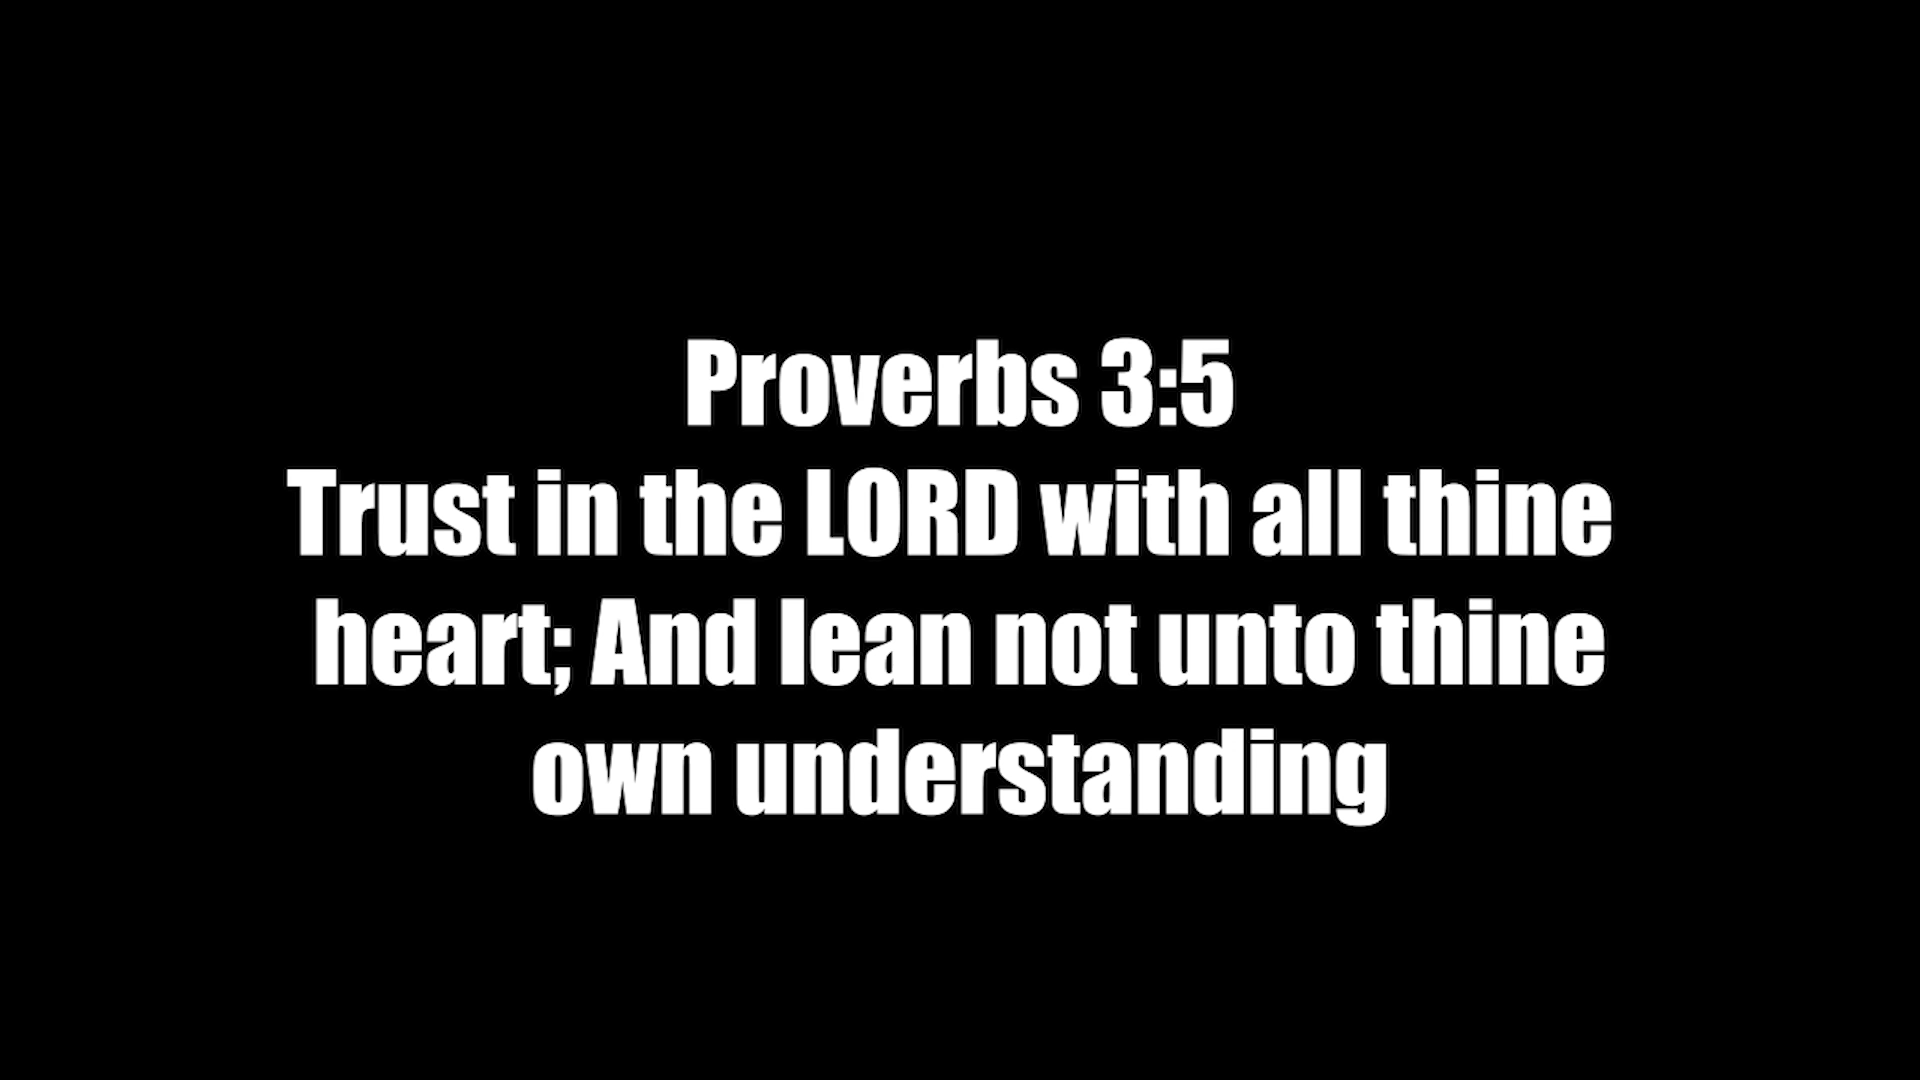 Proverbs 3:5
Trust in the LORD with all thine
heart; And lean not unto thine
own understanding